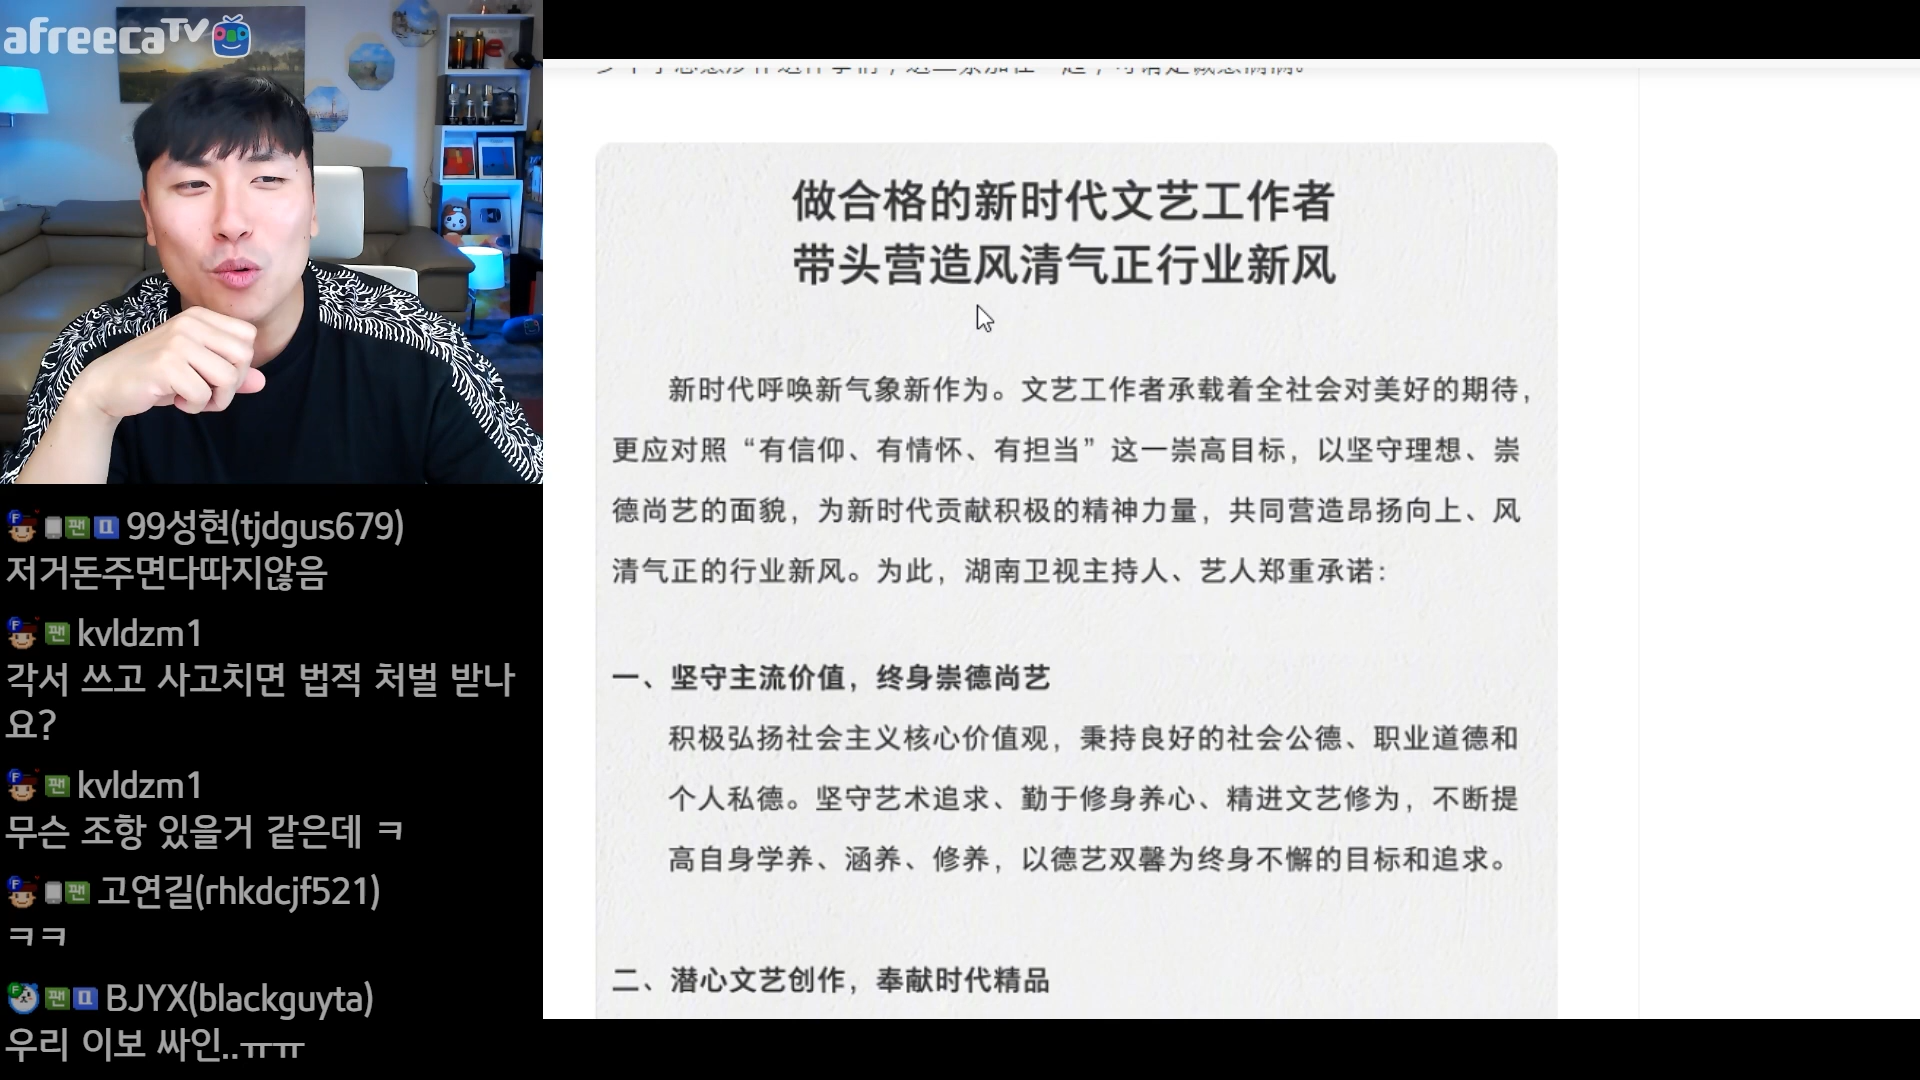 afreecaTV
99성현(tjdgus679)
저거돈주면다따지않음
kvldzm1
각서 쓰고 사고치면 법적 처벌 받나
요?
kvldzm1
무슨 조항 있을거 같은데 ㅋ
고연길(rhkdcjf521)
ㅋㅋ
BJYX(blackguyta)
우리 이보 싸인..ㅠㅠ
做合格的新时代文艺工作者
带头营造风清气正行业新风
新时代呼唤新气象新作为。文艺工作者承载着全社会对美好的期待，
更应对照“有信仰、有情怀、有担当”这一崇高目标，以坚守理想、崇
德尚艺的面貌，为新时代贡献积极的精神力量，共同营造昂扬向上、风
清气正的行业新风。为此，湖南卫视主持人、艺人郑重承诺：
一、坚守主流价值，终身崇德尚艺
积极弘扬社会主义核心价值观，秉持良好的社会公德、职业道德和
个人私德。坚守艺术追求、勤于修身养心、精进文艺修为，不断提
高自身学养、涵养、修养，以德艺双馨为终身不懈的目标和追求。
二、潜心文艺创作，奉献时代精品